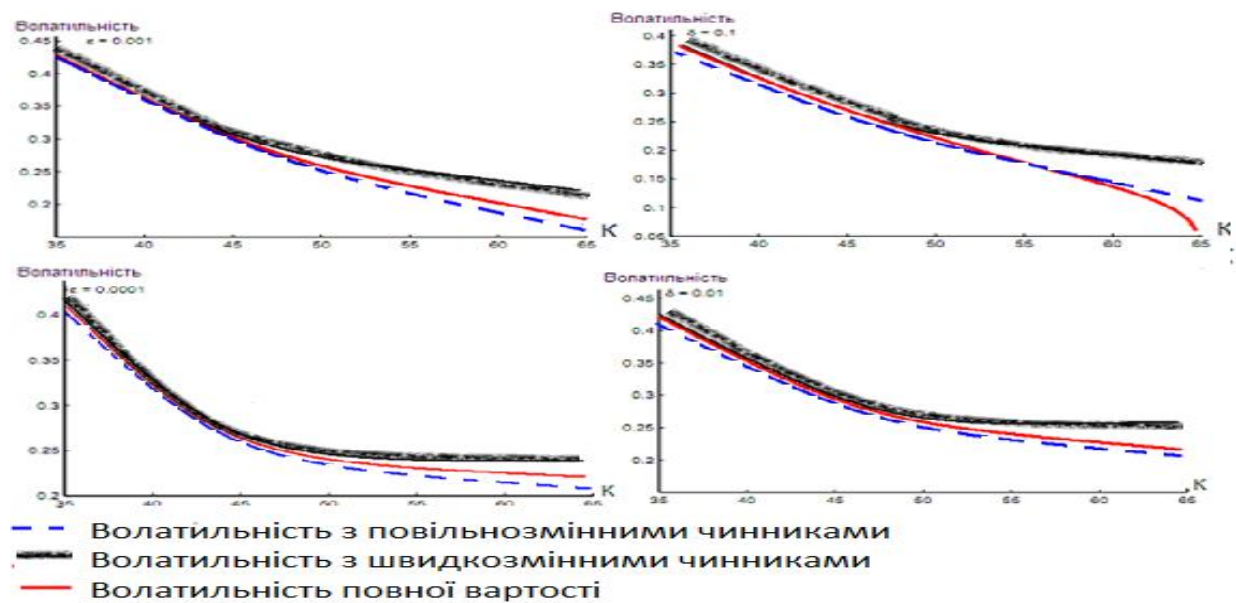 Волатильність
ε = 0.001
0.45
0.4
0.35
0.3
0.25
0.2
35 40 45 50 55 60 65 K
Волатильність
δ = 0.1
0.4
0.35
0.3
0.25
0.2
0.15
0.1
0.05
35 40 45 50 55 60 65 K
Волатильність
ε = 0.0001
0.4
0.35
0.3
0.25
0.2
35 40 45 50 55 60 65 K
Волатильність
δ = 0.01
0.45
0.4
0.35
0.3
0.25
0.2
35 40 45 50 55 60 65 K
Волатильність з повільнозмінними чинниками
Волатильність з швидкозмінними чинниками
Волатильність повної вартості